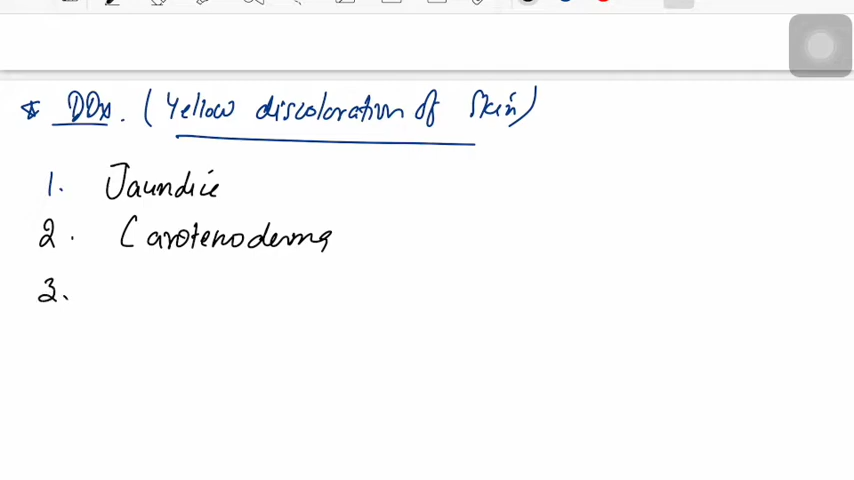 * DDx. (Yellow discoloration of Skin)
1. Jaundice
2. Carotenoderma
3.